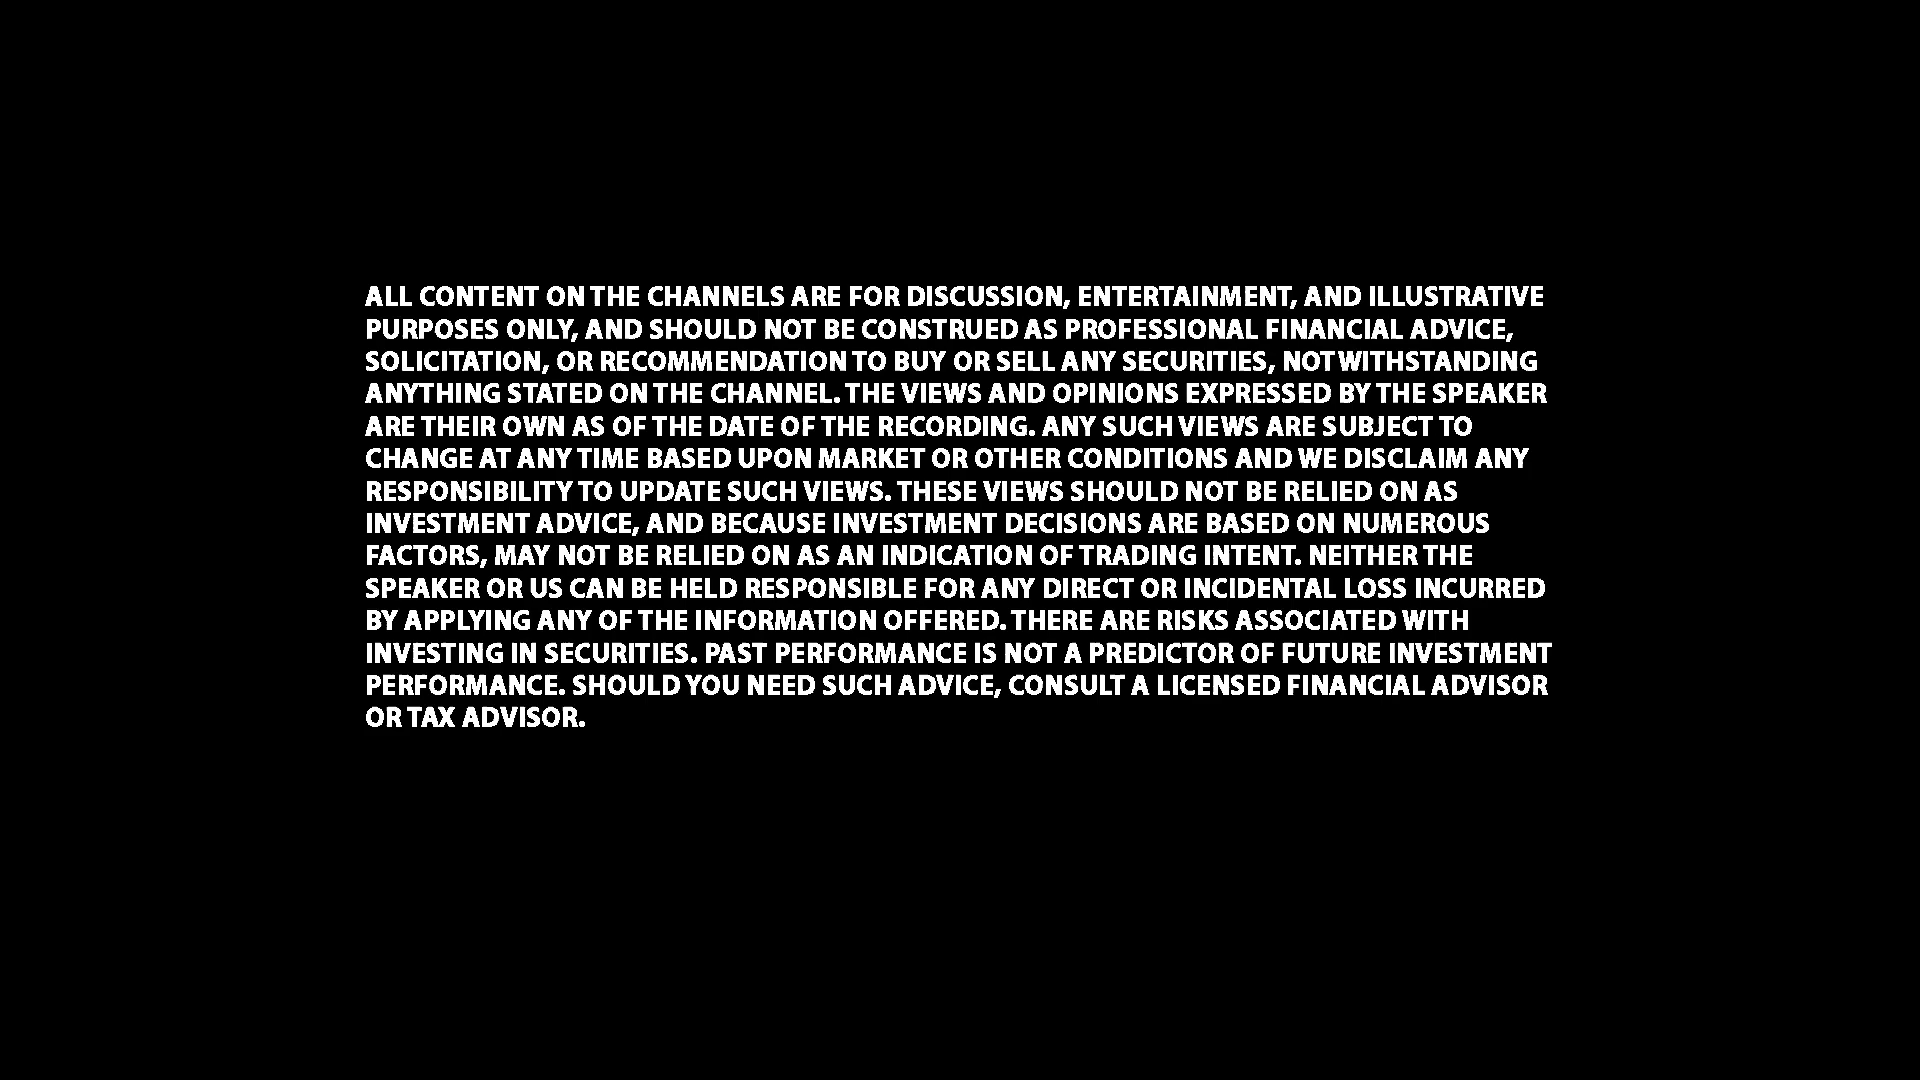 ALL CONTENT ON THE CHANNELS ARE FOR DISCUSSION, ENTERTAINMENT, AND ILLUSTRATIVE
PURPOSES ONLY, AND SHOULD NOT BE CONSTRUED AS PROFESSIONAL FINANCIAL ADVICE,
SOLICITATION, OR RECOMMENDATION TO BUY OR SELL ANY SECURITIES, NOTWITHSTANDING
ANYTHING STATED ON THE CHANNEL. THE VIEWS AND OPINIONS EXPRESSED BY THE SPEAKER
ARE THEIR OWN AS OF THE DATE OF THE RECORDING. ANY SUCH VIEWS ARE SUBJECT TO
CHANGE AT ANY TIME BASED UPON MARKET OR OTHER CONDITIONS AND WE DISCLAIM ANY
RESPONSIBILITY TO UPDATE SUCH VIEWS. THESE VIEWS SHOULD NOT BE RELIED ON AS
INVESTMENT ADVICE, AND BECAUSE INVESTMENT DECISIONS ARE BASED ON NUMEROUS
FACTORS, MAY NOT BE RELIED ON AS AN INDICATION OF TRADING INTENT. NEITHER THE
SPEAKER OR US CAN BE HELD RESPONSIBLE FOR ANY DIRECT OR INCIDENTAL LOSS INCURRED
BY APPLYING ANY OF THE INFORMATION OFFERED. THERE ARE RISKS ASSOCIATED WITH
INVESTING IN SECURITIES. PAST PERFORMANCE IS NOT A PREDICTOR OF FUTURE INVESTMENT
PERFORMANCE. SHOULD YOU NEED SUCH ADVICE, CONSULT A LICENSED FINANCIAL ADVISOR
OR TAX ADVISOR.